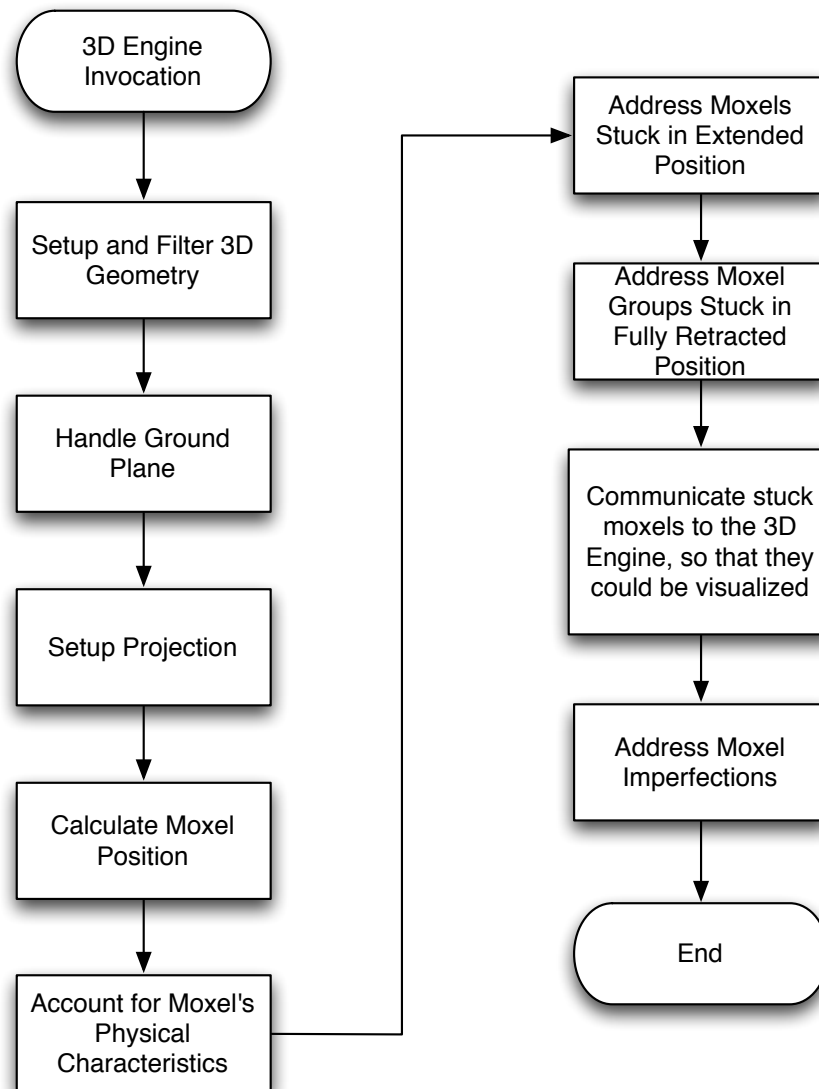 3D Engine
Invocation
Setup and Filter 3D
Geometry
Handle Ground
Plane
Setup Projection
Calculate Moxel
Position
Account for Moxel's
Physical
Characteristics
Address Moxels
Stuck in Extended
Position
Address Moxel
Groups Stuck in
Fully Retracted
Position
Communicate stuck
moxels to the 3D
Engine, so that they
could be visualized
Address Moxel
Imperfections
End